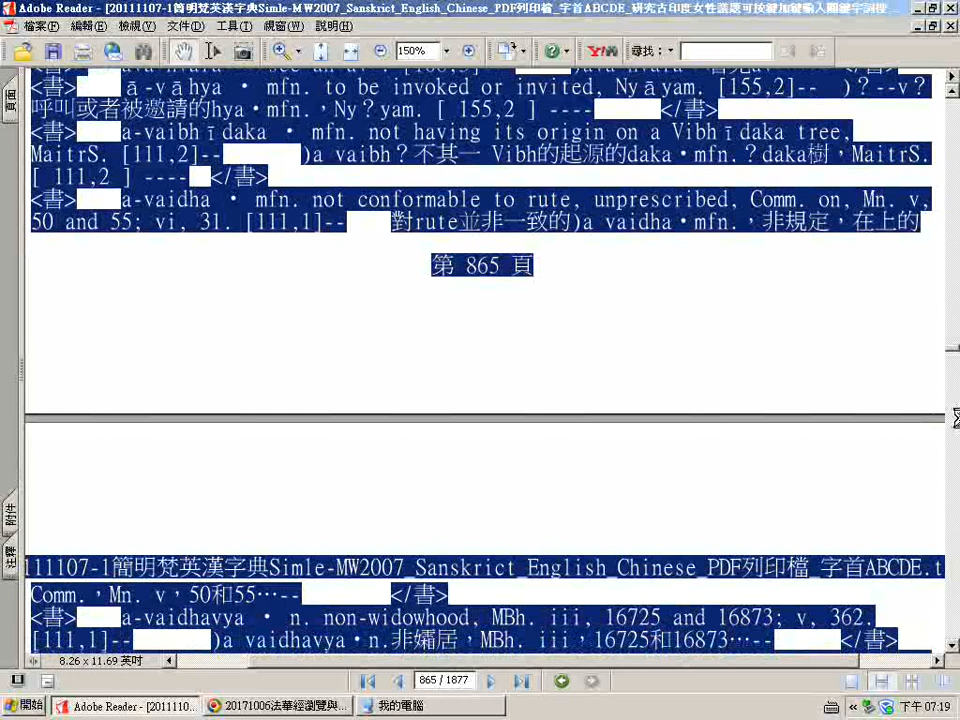 Adobe Reader - [20111107-1簡明梵英漢字典Simle-MW2007_Sanskrict_English_Chinese_PDF列印檔_字首ABCDE_研究古印度女性議題可按鍵加鍵輸入關鍵字詞搜
檔案(F) 編輯(E) 檢視(V) 文件(D) 工具(T) 視窗(W) 說明(H)
150% Y! 尋找:
頁面
<書> ā-vāhya • mfn. to be invoked or invited, Nyāyam. [155,2]-- )？--v？
呼叫或者被邀請的hya•mfn.，Ny？yam. [ 155,2 ] ---- </書>
<書> a-vaibhīdaka • mfn. not having its origin on a Vibhīdaka tree,
MaitrS. [111,2]-- )a vaibh？不其一 Vibh的起源的daka•mfn.？daka樹，MaitrS.
[ 111,2 ] ---- </書>
<書> a-vaidha • mfn. not conformable to rute, unprescribed, Comm. on, Mn. v,
50 and 55; vi, 31. [111,1]-- 對rute並非一致的)a vaidha•mfn.，非規定，在上的
第 865 頁
附件
注釋
111107-1簡明梵英漢字典Simle-MW2007_Sanskrict_English_Chinese_PDF列印檔_字首ABCDE.t
Comm.，Mn. v，50和55…-- </書>
<書> a-vaidhavya • n. non-widowhood, MBh. iii, 16725 and 16873; v, 362.
[111,1]-- )a vaidhavya•n.非孀居，MBh. iii，16725和16873…-- </書>
8.26 x 11.69 英吋
865 / 1877
開始 Adobe Reader - [2011110... 20171006法華經瀏覽與... 我的電腦 下午 07:19